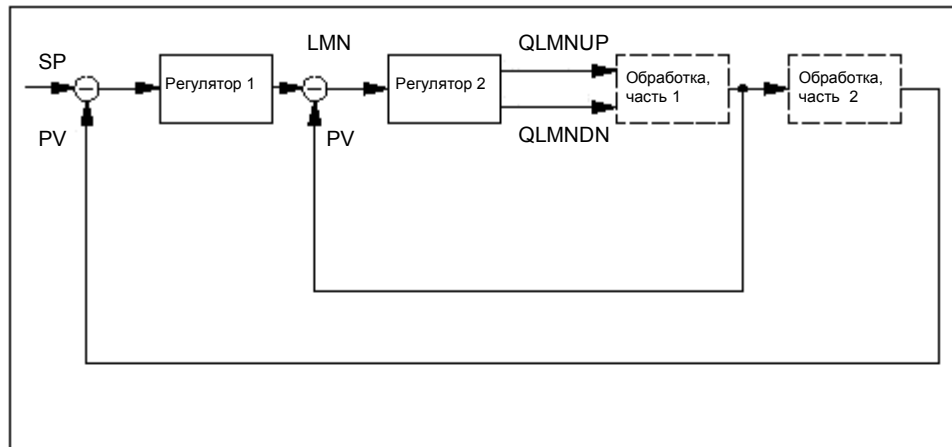 SP
PV
Регулятор 1
LMN
PV
Регулятор 2
QLMNUP
QLMNDN
Обработка,
часть 1
Обработка,
часть 2